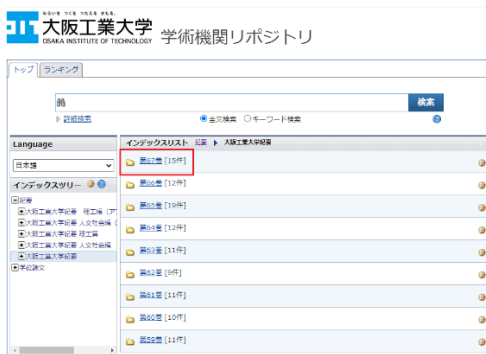 みらいを つくる つたえる まもる。
大阪工業大学 学術機関リポジトリ
OSAKA INSTITUTE OF TECHNOLOGY
トップ ランキング
検索
詳細検索 全文検索 キーワード検索
Language
日本語
インデックスツリー
紀要
大阪工業大学紀要 理工編（ア
大阪工業大学紀要 人文社会編（
大阪工業大学紀要 理工篇
大阪工業大学紀要 人文社会篇
大阪工業大学紀要
学位論文
インデックスリスト 紀要 大阪工業大学紀要
第67巻 [15件]
第66巻 [12件]
第65巻 [19件]
第64巻 [12件]
第63巻 [11件]
第62巻 [9件]
第61巻 [11件]
第60巻 [10件]
第59巻 [11件]